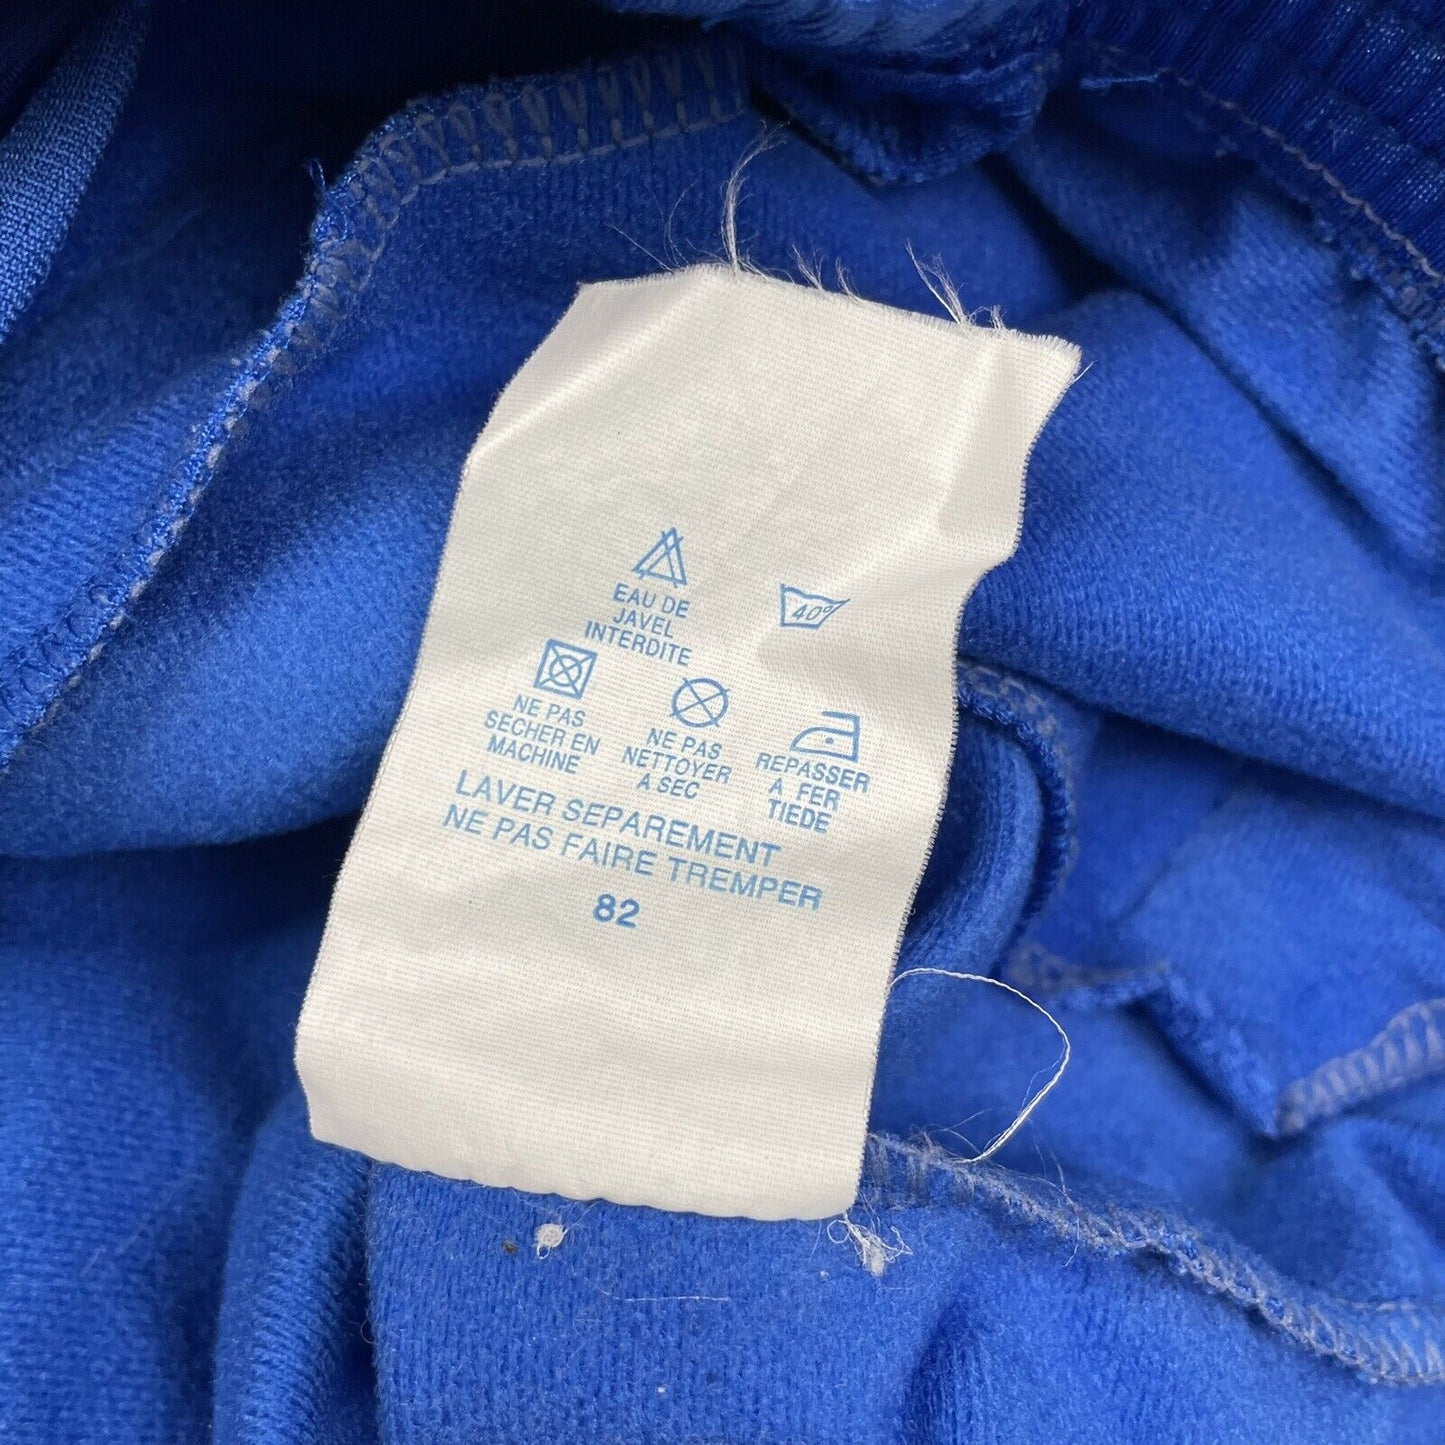 EAU DE
JAVEL
INTERDITE
40°
NE PAS
SECHER EN
MACHINE
NE PAS
NETTOYER
A SEC
REPASSER
A FER
TIEDE
LAVER SEPAREMENT
NE PAS FAIRE TREMPER
82